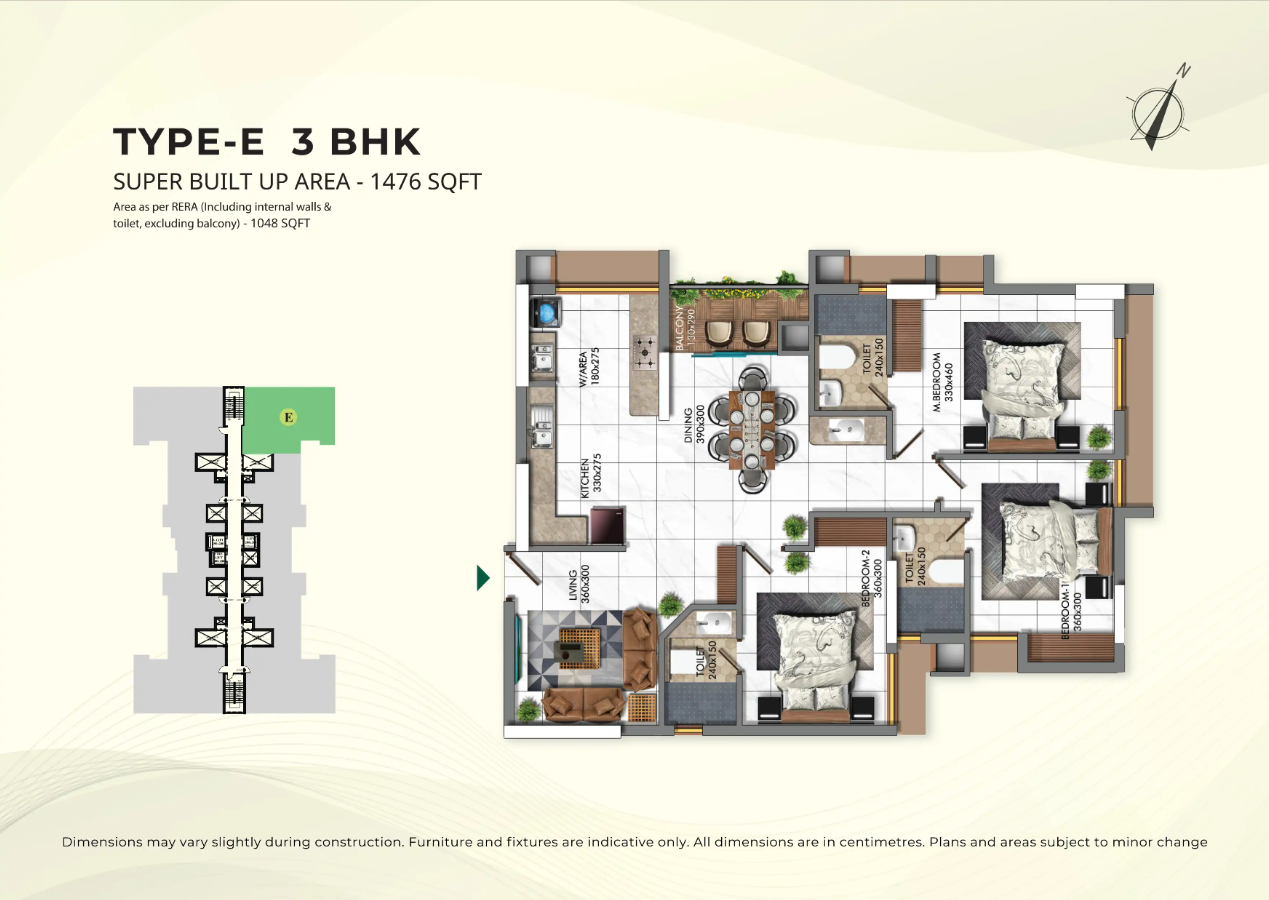 N
TYPE-E 3 BHK
SUPER BUILT UP AREA - 1476 SQFT
Area as per RERA (Including internal walls &
toilet, excluding balcony) - 1048 SQFT
E
W/AREA
180x275
BALCONY
130x290
TOILET
240x150
M.BEDROOM
330x460
DINING
390x300
KITCHEN
330x275
LIVING
360x300
TOILET
240x150
BEDROOM-2
360x300
TOILET
240x150
BEDROOM-1
360x300
Dimensions may vary slightly during construction. Furniture and fixtures are indicative only. All dimensions are in centimetres. Plans and areas subject to minor change